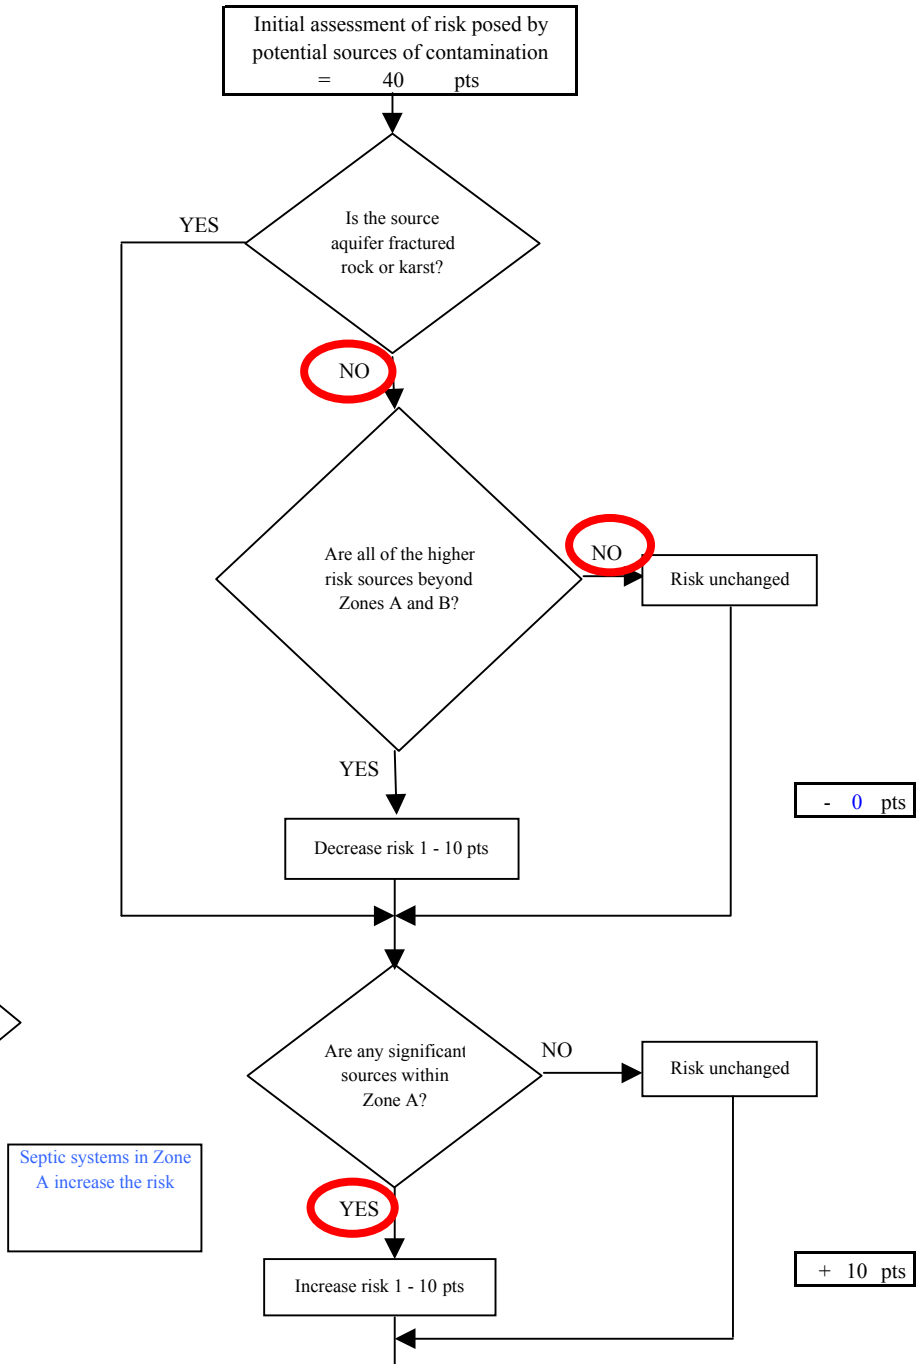 Initial assessment of risk posed by
potential sources of contamination
= 40 pts
YES
Is the source
aquifer fractured
rock or karst?
NO
Are all of the higher
risk sources beyond
Zones A and B?
NO
Risk unchanged
YES
- 0 pts
Decrease risk 1 - 10 pts
Are any significant
sources within
Zone A?
NO
Risk unchanged
Septic systems in Zone
A increase the risk
YES
Increase risk 1 - 10 pts
+ 10 pts